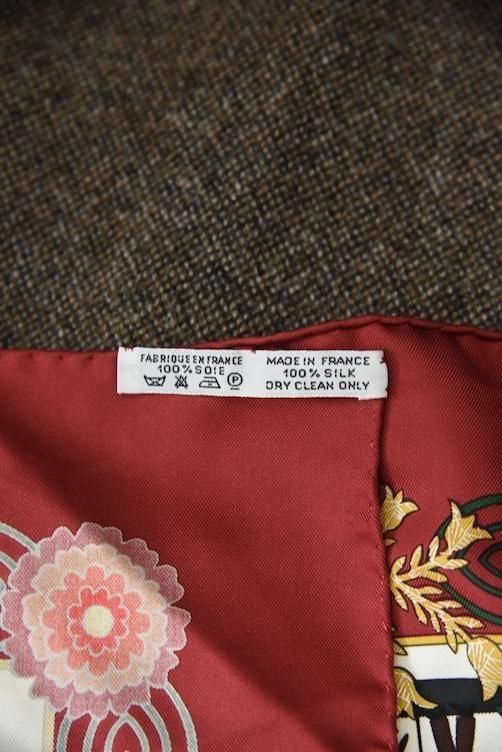 FABRIQUE EN FRANCE
100% SOIE
P
MADE IN FRANCE
100% SILK
DRY CLEAN ONLY